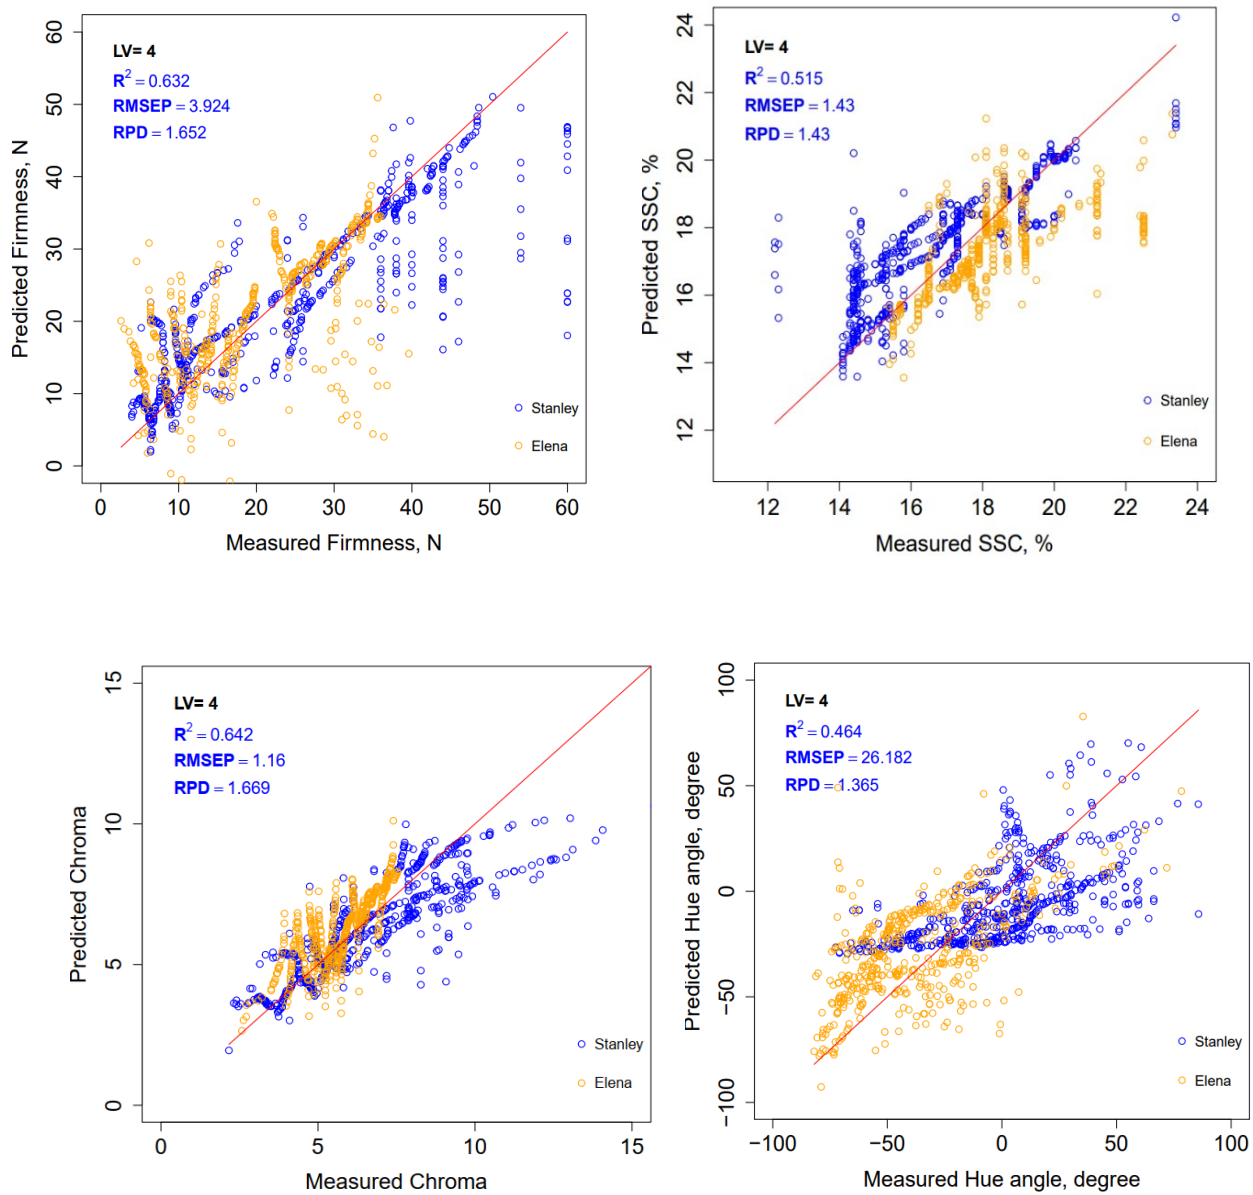 LV= 4
R² = 0.632
RMSEP = 3.924
RPD = 1.652
Predicted Firmness, N
0
10
20
30
40
50
60
Stanley
Elena
0 10 20 30 40 50 60
Measured Firmness, N
LV= 4
R² = 0.515
RMSEP = 1.43
RPD = 1.43
Predicted SSC, %
12
14
16
18
20
22
24
Stanley
Elena
12 14 16 18 20 22 24
Measured SSC, %
LV= 4
R² = 0.642
RMSEP = 1.16
RPD = 1.669
Predicted Chroma
0
5
10
15
Stanley
Elena
0 5 10 15
Measured Chroma
LV= 4
R² = 0.464
RMSEP = 26.182
RPD = 1.365
Predicted Hue angle, degree
−100
−50
0
50
100
Stanley
Elena
−100 −50 0 50 100
Measured Hue angle, degree